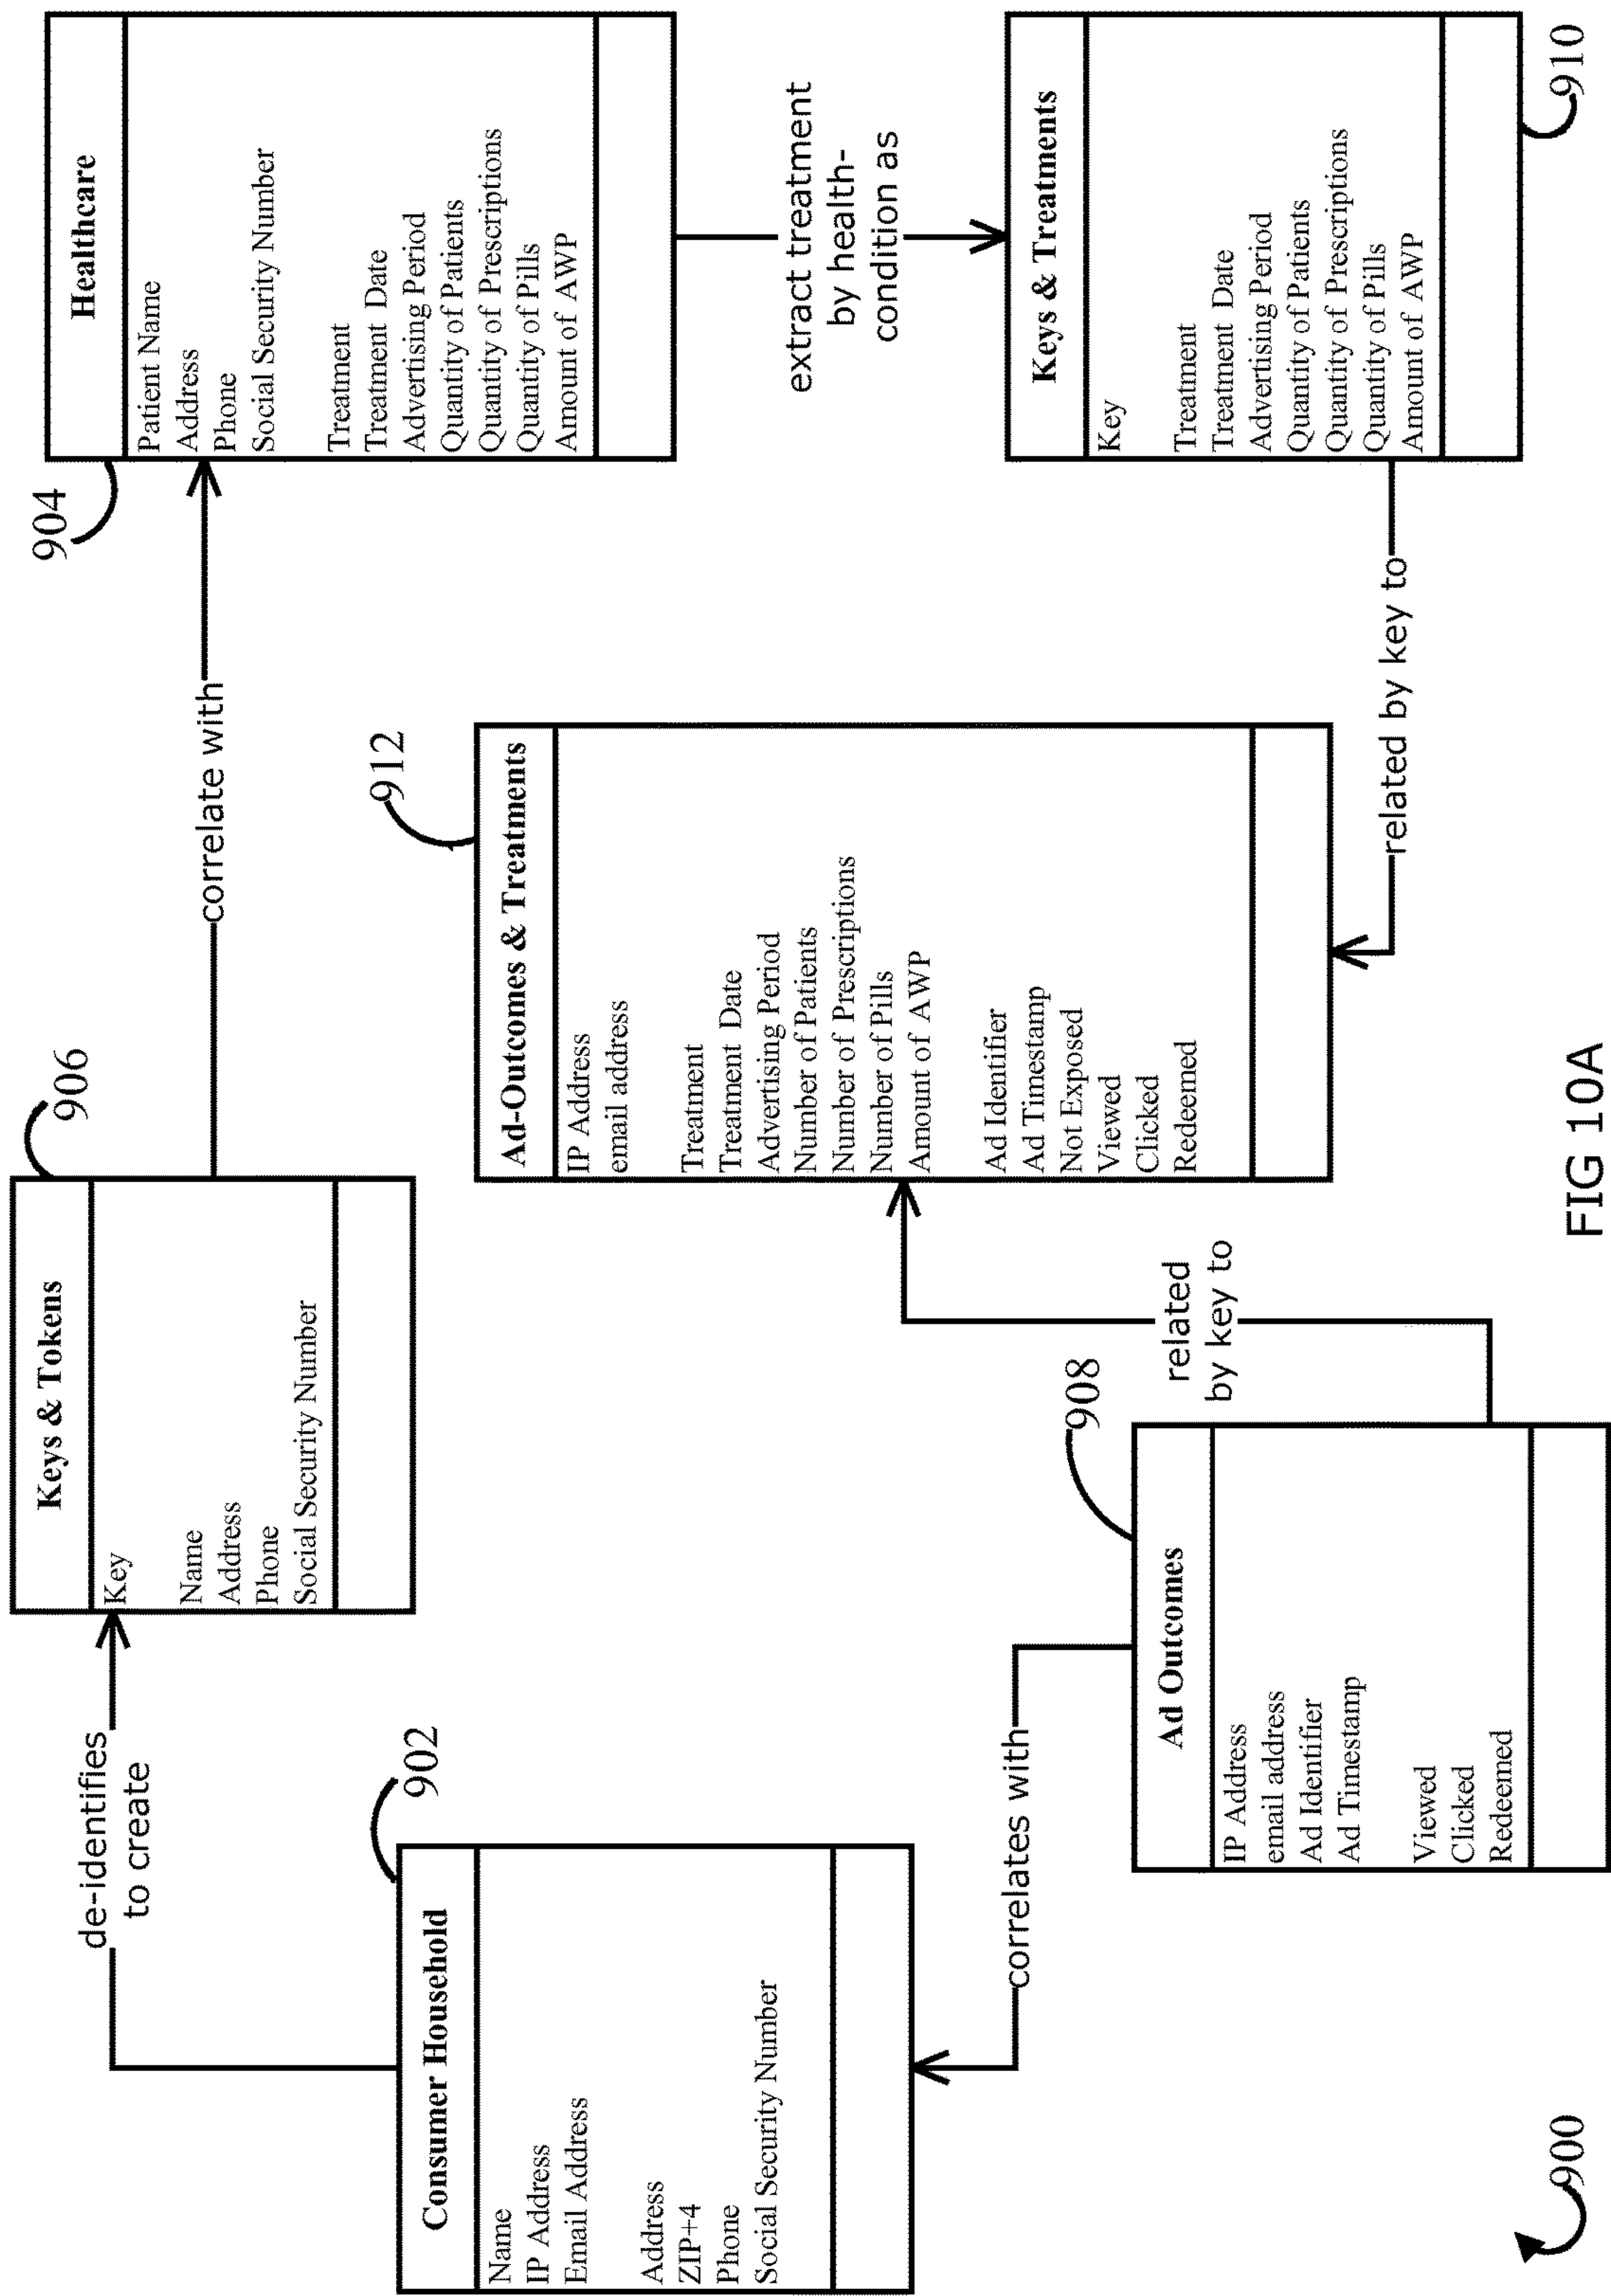 900
de-identifies
to create
Keys & Tokens
Key
Name
Address
Phone
Social Security Number
906
correlate with
904
Healthcare
Patient Name
Address
Phone
Social Security Number
Treatment
Treatment Date
Advertising Period
Quantity of Patients
Quantity of Prescriptions
Quantity of Pills
Amount of AWP
902
Consumer Household
Name
IP Address
Email Address
Address
ZIP+4
Phone
Social Security Number
912
Ad-Outcomes & Treatments
IP Address
email address
Treatment
Treatment Date
Advertising Period
Number of Patients
Number of Prescriptions
Number of Pills
Amount of AWP
Ad Identifier
Ad Timestamp
Not Exposed
Viewed
Clicked
Redeemed
extract treatment
by health-
condition as
correlates with
908
Ad Outcomes
IP Address
email address
Ad Identifier
Ad Timestamp
Viewed
Clicked
Redeemed
related
by key to
related by key to
Keys & Treatments
Key
Treatment
Treatment Date
Advertising Period
Quantity of Patients
Quantity of Prescriptions
Quantity of Pills
Amount of AWP
910
FIG 10A